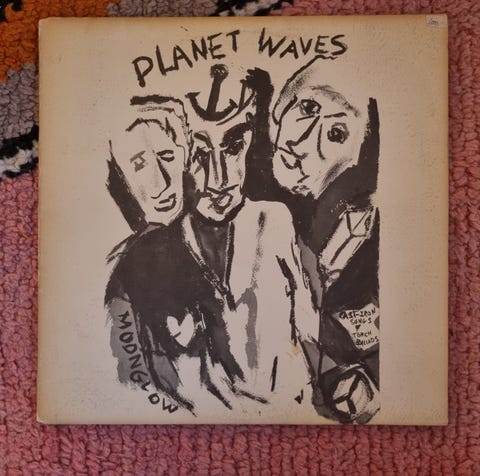 PLANET WAVES
CAST-IRON
SONGS &
TORCH
BALLADS
MOONGLOW